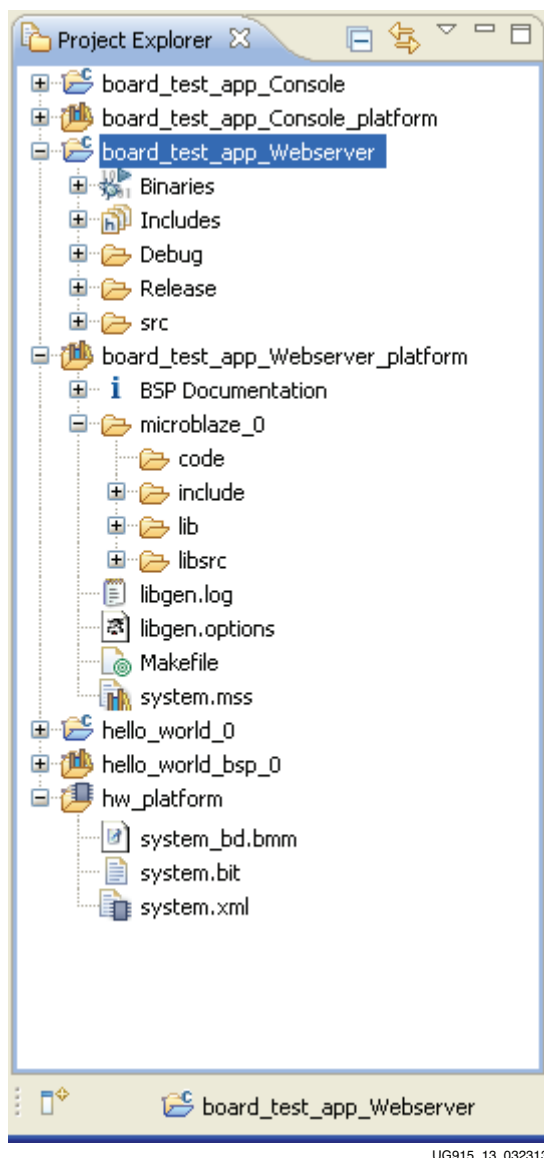 Project Explorer
board_test_app_Console
board_test_app_Console_platform
board_test_app_Webserver
Binaries
Includes
Debug
Release
src
board_test_app_Webserver_platform
BSP Documentation
microblaze_0
code
include
lib
libsrc
libgen.log
libgen.options
Makefile
system.mss
hello_world_0
hello_world_bsp_0
hw_platform
system_bd.bmm
system.bit
system.xml
board_test_app_Webserver
UG915_13_032313